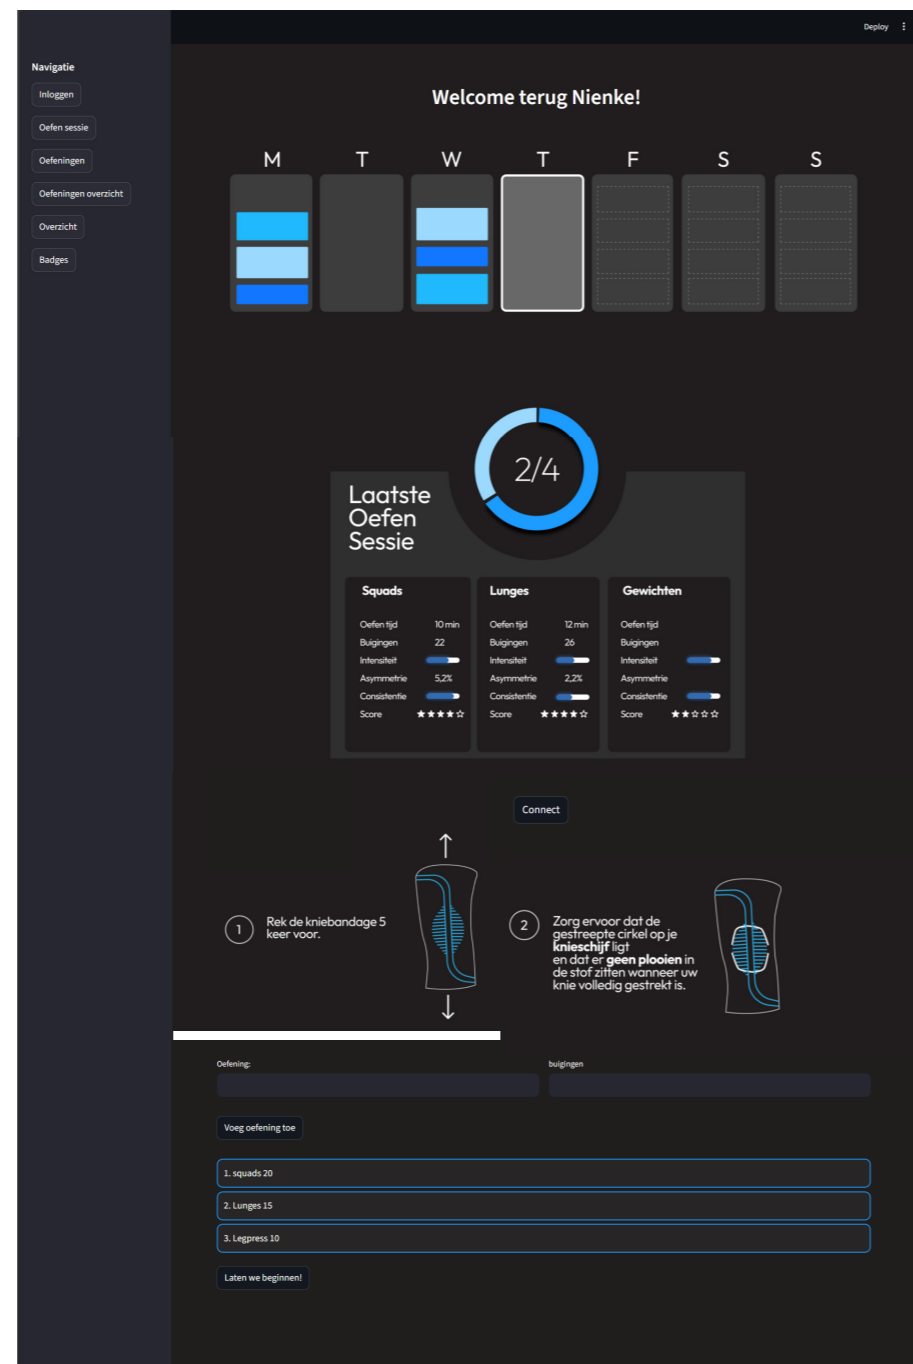 Deploy
Navigatie
Inloggen
Oefen sessie
Oefeningen
Oefeningen overzicht
Overzicht
Badges
Welcome terug Nienke!
M T W T F S S
2/4
Laatste
Oefen
Sessie
Squads
Oefen tijd 10 min
Buigingen 22
Intensiteit
Asymmetrie 5,2%
Consistentie
Score
Lunges
Oefen tijd 12 min
Buigingen 26
Intensiteit
Asymmetrie 2,2%
Consistentie
Score
Gewichten
Oefen tijd
Buigingen
Intensiteit
Asymmetrie
Consistentie
Score
Connect
1
Rek de kniebandage 5
keer voor.
2
Zorg ervoor dat de
gestreepte cirkel op je
knieschijf ligt
en dat er geen plooien in
de stof zitten wanneer uw
knie volledig gestrekt is.
Oefening:
buigingen
Voeg oefening toe
1. squads 20
2. Lunges 15
3. Legpress 10
Laten we beginnen!